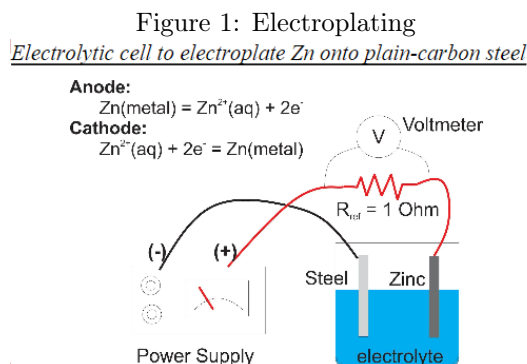 Figure 1: Electroplating
Electrolytic cell to electroplate Zn onto plain-carbon steel
Anode:
Zn(metal) = Zn²⁺(aq) + 2e⁻
Cathode:
Zn²⁺(aq) + 2e⁻ = Zn(metal)
V
Voltmeter
R_ref = 1 Ohm
(-)
(+)
Steel
Zinc
Power Supply
electrolyte